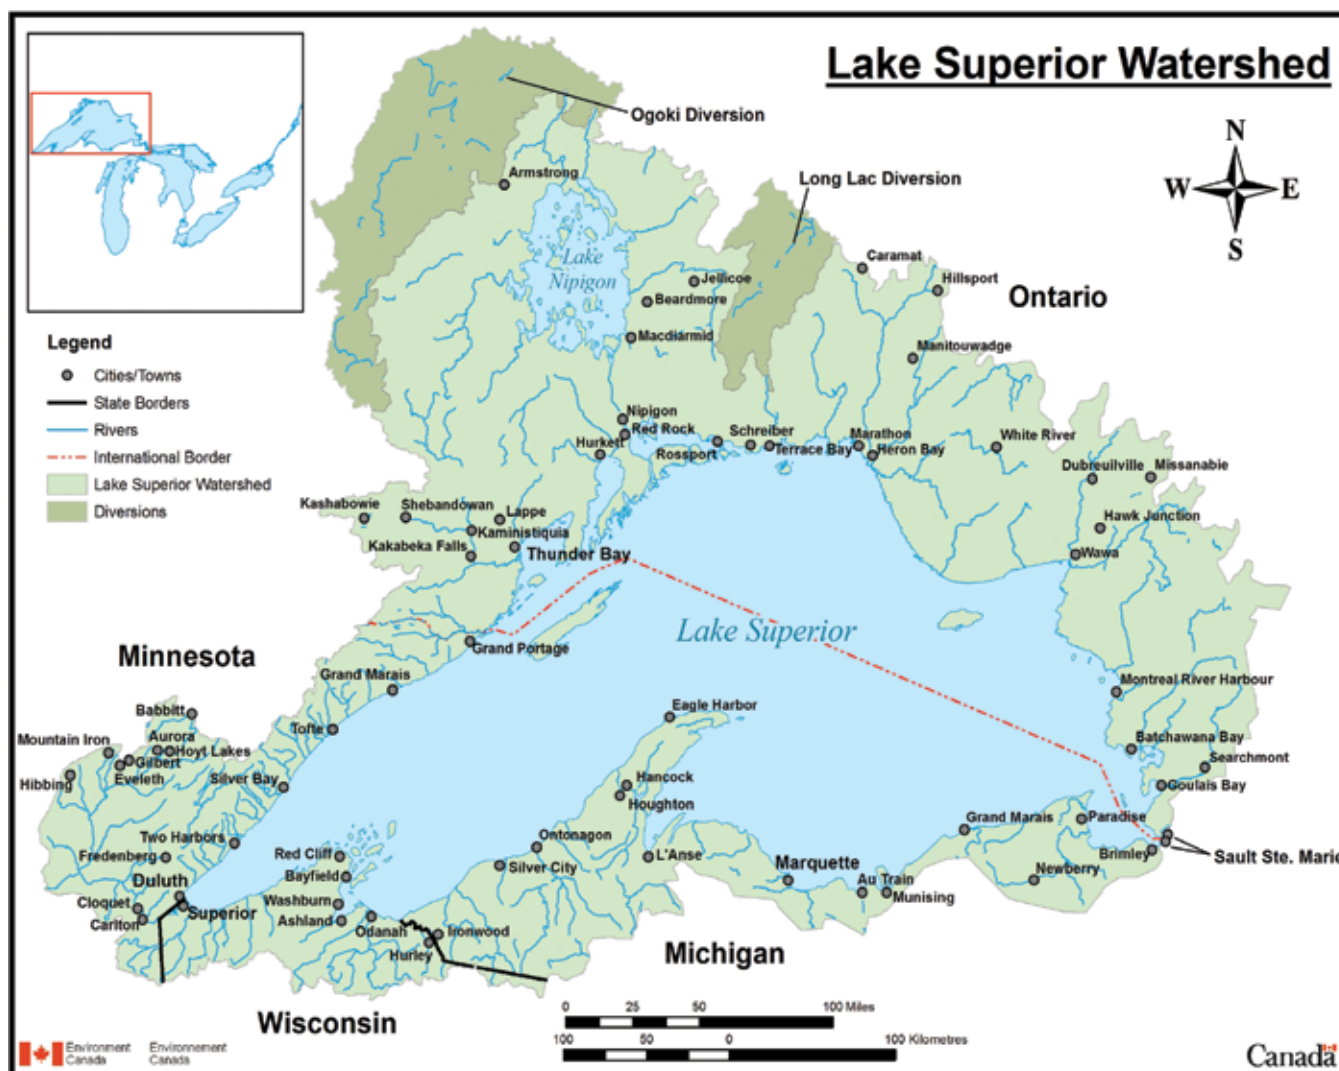 Lake Superior Watershed
Ogoki Diversion
Armstrong
Long Lac Diversion
N
W
E
S
Lake
Nipigon
Caramat
Hillsport
Ontario
Jellicoe
Beardmore
Macdiarmid
Manitouwadge
Legend
Cities/Towns
State Borders
Rivers
International Border
Lake Superior Watershed
Diversions
Nipigon
Red Rock
Hurkett
Rossport
Schreiber
Terrace Bay
Marathon
Heron Bay
White River
Dubreuilville
Missanabie
Hawk Junction
Wawa
Kashabowie
Shebandowan
Lappe
Kaministiquia
Kakabeka Falls
Thunder Bay
Lake Superior
Minnesota
Grand Portage
Grand Marais
Tofte
Babbitt
Aurora
Hoyt Lakes
Mountain Iron
Gilbert
Eveleth
Hibbing
Silver Bay
Two Harbors
Fredenberg
Duluth
Superior
Cloquet
Carlton
Eagle Harbor
Hancock
Houghton
Ontonagon
Silver City
L'Anse
Red Cliff
Bayfield
Washburn
Ashland
Odanah
Ironwood
Hurley
Marquette
Au Train
Munising
Grand Marais
Paradise
Newberry
Brimley
Sault Ste. Marie
Montreal River Harbour
Batchawana Bay
Searchmont
Goulais Bay
Michigan
Wisconsin
0 25 50 100 Miles
100 50 0 100 Kilometres
Environment Canada
Environnement Canada
Canada